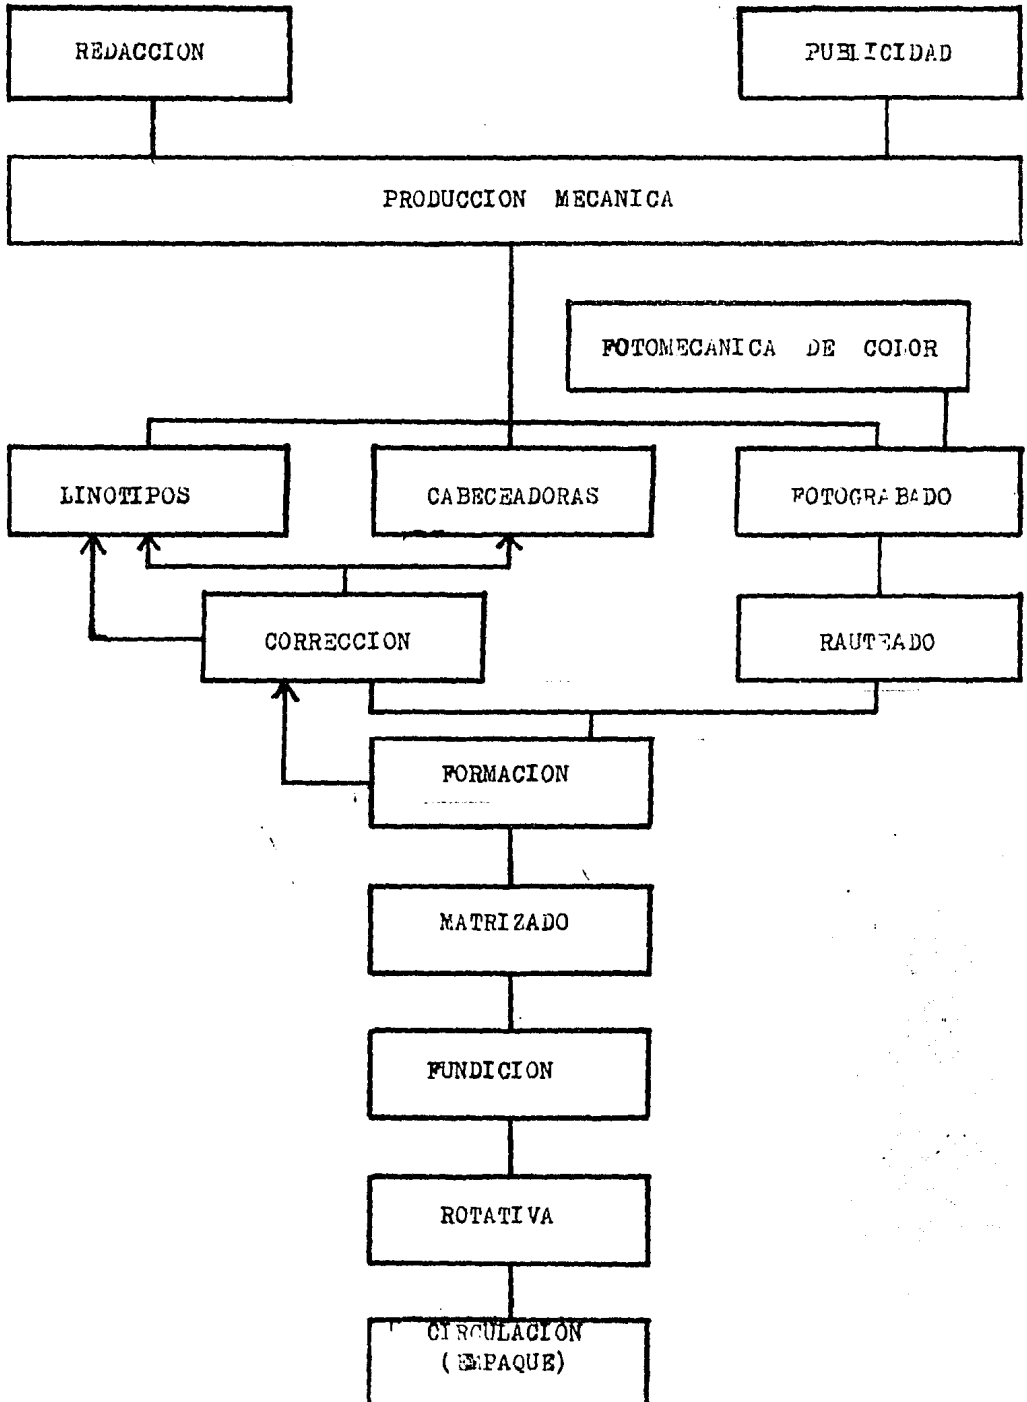 REDACCION
PUBLICIDAD
PRODUCCION MECANICA
FOTOMECANICA DE COLOR
LINOTIPOS
CABECEADORAS
FOTOGRABADO
CORRECCION
RAUTEADO
FORMACION
MATRIZADO
FUNDICION
ROTATIVA
CIRCULACION
(EMPAQUE)